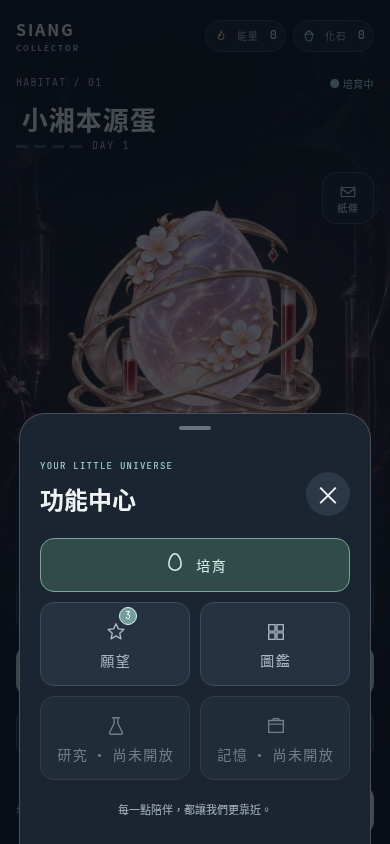 SIANG
COLLECTOR
能量 0
化石 0
HABITAT / 01
培育中
小湘本源蛋
DAY 1
紙條
YOUR LITTLE UNIVERSE
功能中心
培育
3
願望
圖鑑
研究 · 尚未開放
記憶 · 尚未開放
每一點陪伴，都讓我們更靠近。